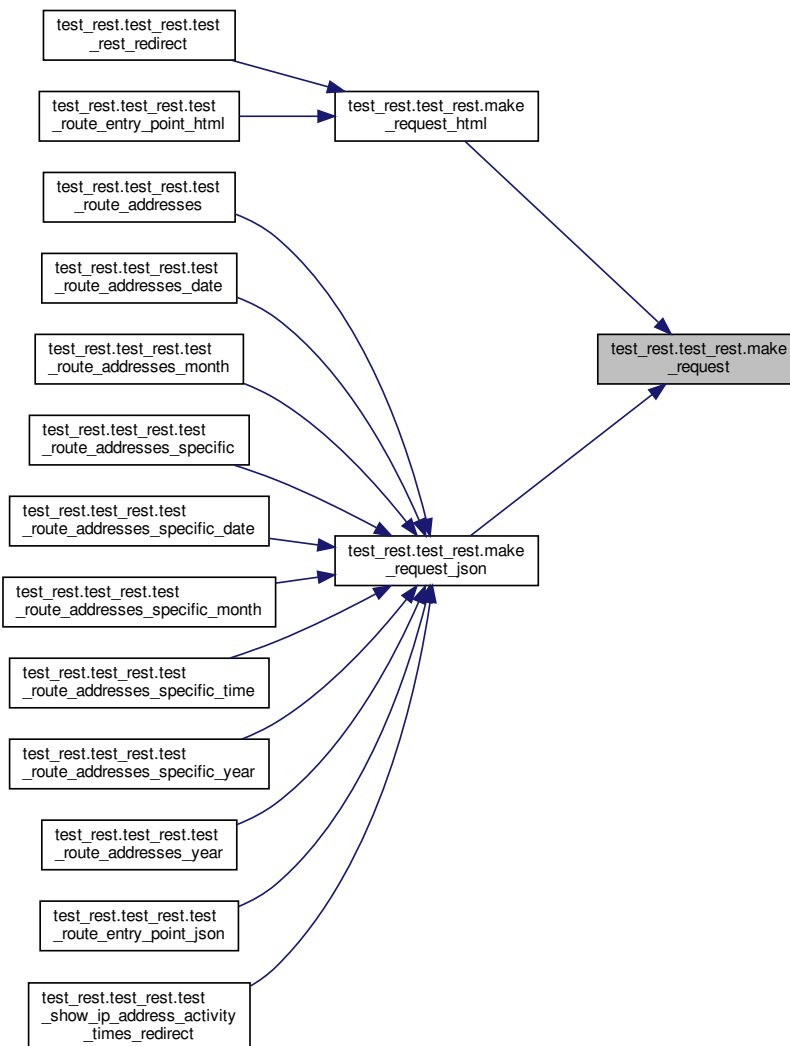 test_rest.test_rest.test
_rest_redirect
test_rest.test_rest.test
_route_entry_point_html
test_rest.test_rest.make
_request_html
test_rest.test_rest.test
_route_addresses
test_rest.test_rest.test
_route_addresses_date
test_rest.test_rest.test
_route_addresses_month
test_rest.test_rest.make
_request
test_rest.test_rest.test
_route_addresses_specific
test_rest.test_rest.test
_route_addresses_specific_date
test_rest.test_rest.make
_request_json
test_rest.test_rest.test
_route_addresses_specific_month
test_rest.test_rest.test
_route_addresses_specific_time
test_rest.test_rest.test
_route_addresses_specific_year
test_rest.test_rest.test
_route_addresses_year
test_rest.test_rest.test
_route_entry_point_json
test_rest.test_rest.test
_show_ip_address_activity
_times_redirect